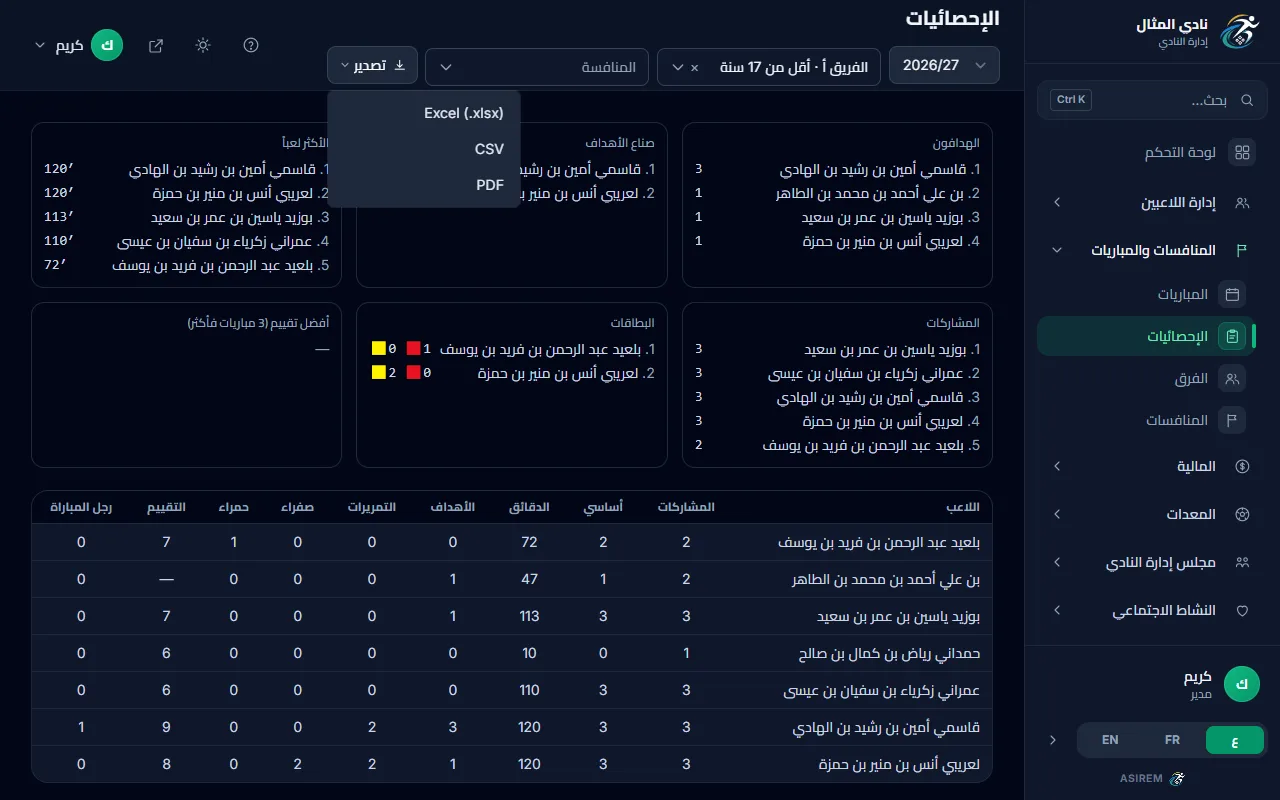 نادي المثال
إدارة النادي
بحث...
Ctrl K
لوحة التحكم
إدارة اللاعبين
المنافسات والمباريات
المباريات
الإحصائيات
الفرق
المنافسات
المالية
المعدات
مجلس إدارة النادي
النشاط الاجتماعي
ك
كريم
مدير
ع
FR
EN
ASIREM
الإحصائيات
2026/27
الفريق أ · أقل من 17 سنة ×
المنافسة
تصدير
Excel (.xlsx)
CSV
PDF
ك كريم
الهدافون
1. قاسمي أمين بن رشيد بن الهادي 3
2. بن علي أحمد بن محمد بن الطاهر 1
3. بوزيد ياسين بن عمر بن سعيد 1
4. لعريبي أنس بن منير بن حمزة 1
صناع الأهداف
1. قاسمي أمين بن رشيد
2. لعريبي أنس بن منير
الأكثر لعباً
1. قاسمي أمين بن رشيد بن الهادي 120′
2. لعريبي أنس بن منير بن حمزة 120′
3. بوزيد ياسين بن عمر بن سعيد 113′
4. عمراني زكرياء بن سفيان بن عيسى 110′
5. بلعيد عبد الرحمن بن فريد بن يوسف 72′
المشاركات
1. بوزيد ياسين بن عمر بن سعيد 3
2. عمراني زكرياء بن سفيان بن عيسى 3
3. قاسمي أمين بن رشيد بن الهادي 3
4. لعريبي أنس بن منير بن حمزة 3
5. بلعيد عبد الرحمن بن فريد بن يوسف 2
البطاقات
1. بلعيد عبد الرحمن بن فريد بن يوسف 1 0
2. لعريبي أنس بن منير بن حمزة 0 2
أفضل تقييم (3 مباريات فأكثر)
—
اللاعب المشاركات أساسي الدقائق الأهداف التمريرات صفراء حمراء التقييم رجل المباراة
بلعيد عبد الرحمن بن فريد بن يوسف 2 2 72 0 0 0 1 7 0
بن علي أحمد بن محمد بن الطاهر 2 1 47 1 0 0 0 — 0
بوزيد ياسين بن عمر بن سعيد 3 3 113 1 0 0 0 7 0
حمداني رياض بن كمال بن صالح 1 0 10 0 0 0 0 6 0
عمراني زكرياء بن سفيان بن عيسى 3 3 110 0 0 0 0 6 0
قاسمي أمين بن رشيد بن الهادي 3 3 120 3 2 0 0 9 1
لعريبي أنس بن منير بن حمزة 3 3 120 1 2 2 0 8 0